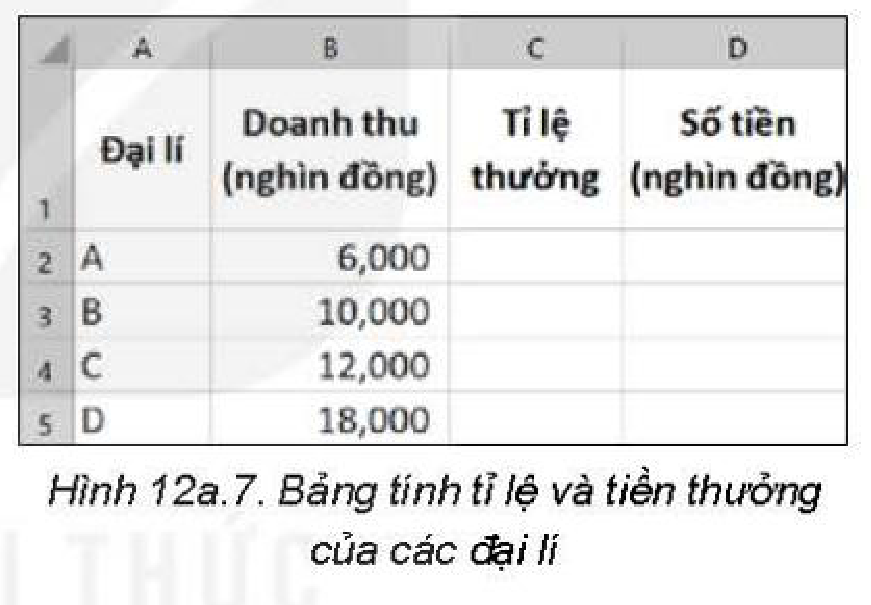 A B C D
1 Đại lí Doanh thu (nghìn đồng) Tỉ lệ thưởng Số tiền (nghìn đồng)
2 A 6,000
3 B 10,000
4 C 12,000
5 D 18,000
Hình 12a.7. Bảng tính tỉ lệ và tiền thưởng
của các đại lí